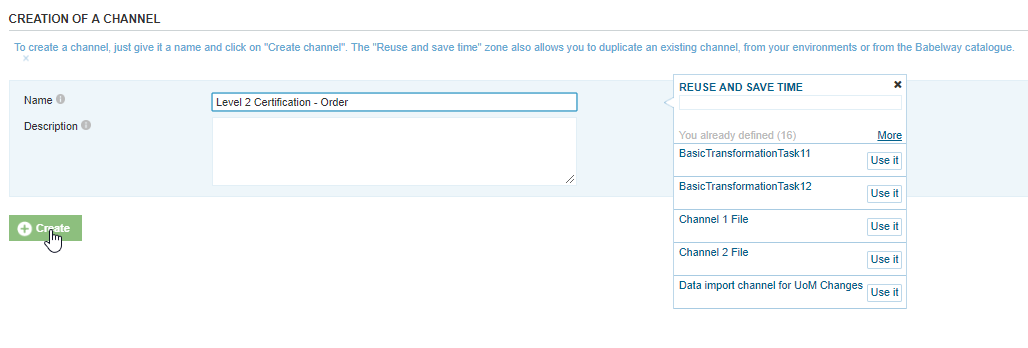 CREATION OF A CHANNEL
To create a channel, just give it a name and click on "Create channel". The "Reuse and save time" zone also allows you to duplicate an existing channel, from your environments or from the Babelway catalogue.
×
Name
Level 2 Certification - Order
Description
Create
REUSE AND SAVE TIME
You already defined (16) More
BasicTransformationTask11 Use it
BasicTransformationTask12 Use it
Channel 1 File Use it
Channel 2 File Use it
Data import channel for UoM Changes Use it